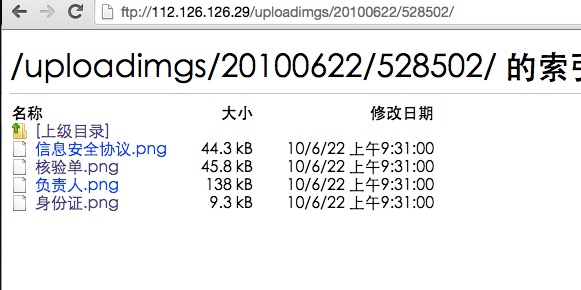 ftp://112.126.126.29/uploadimgs/20100622/528502/
/uploadimgs/20100622/528502/ 的索引
名称 大小 修改日期
[上级目录]
信息安全协议.png 44.3 kB 10/6/22 上午9:31:00
核验单.png 45.8 kB 10/6/22 上午9:31:00
负责人.png 138 kB 10/6/22 上午9:31:00
身份证.png 9.3 kB 10/6/22 上午9:31:00